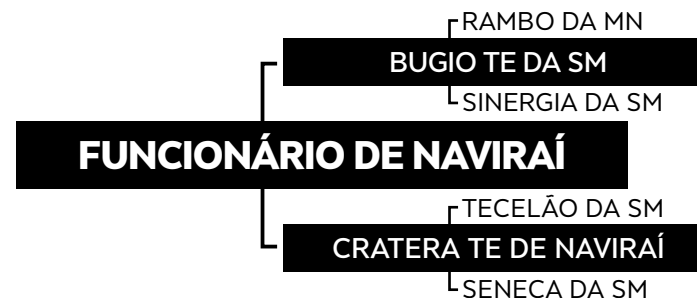 RAMBO DA MN
BUGIO TE DA SM
SINERGIA DA SM
FUNCIONÁRIO DE NAVIRAÍ
TECELÃO DA SM
CRATERA TE DE NAVIRAÍ
SENECA DA SM